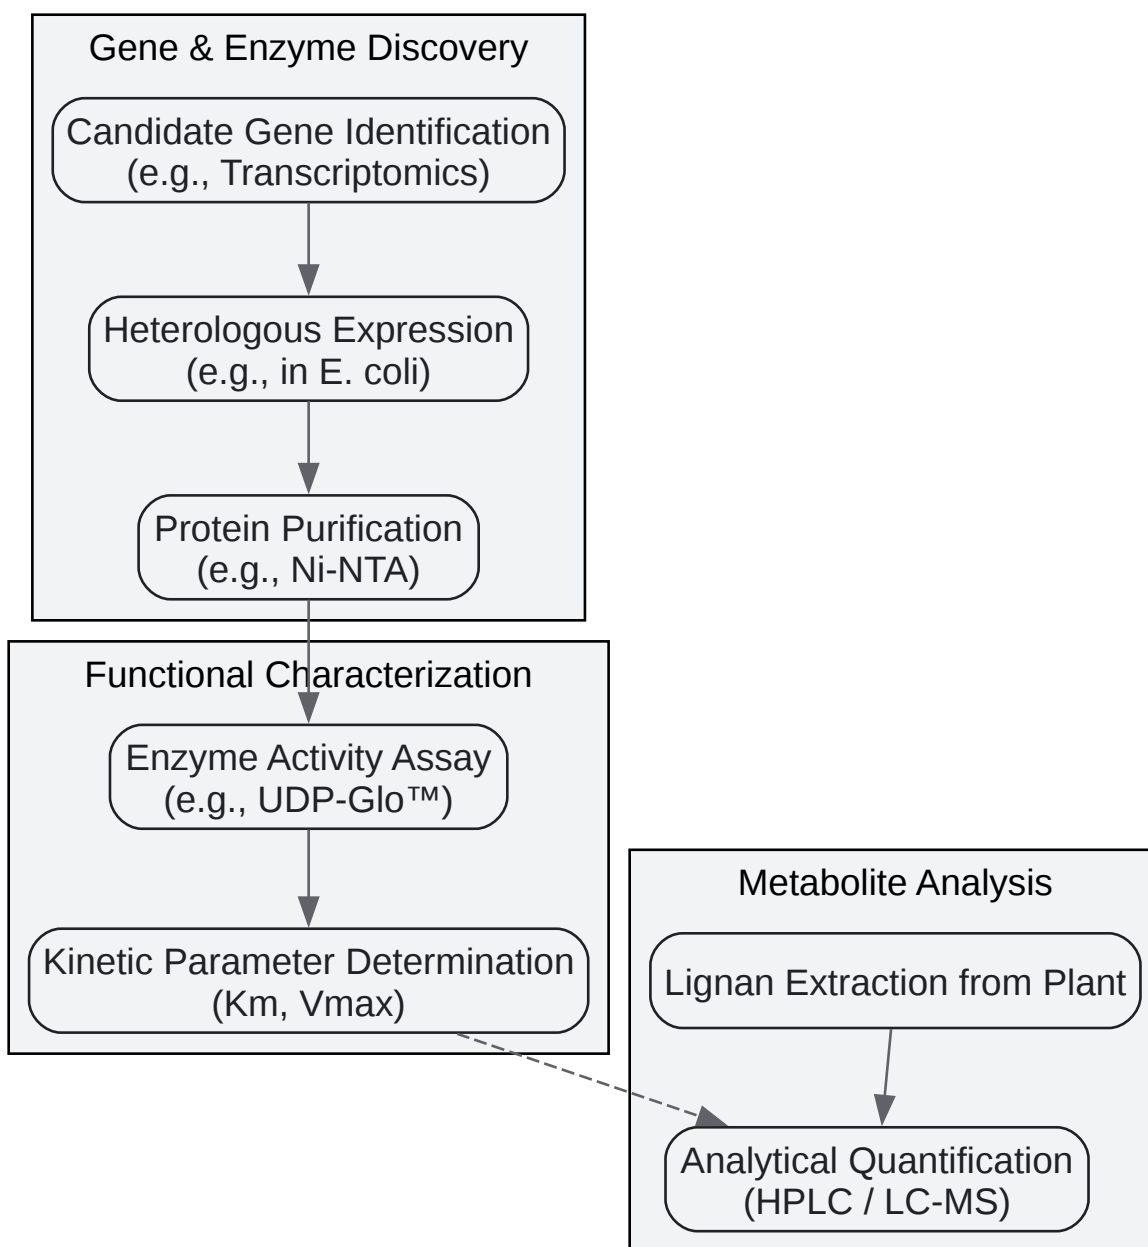 Gene & Enzyme Discovery
Candidate Gene Identification
(e.g., Transcriptomics)
Heterologous Expression
(e.g., in E. coli)
Protein Purification
(e.g., Ni-NTA)
Functional Characterization
Enzyme Activity Assay
(e.g., UDP-Glo™)
Kinetic Parameter Determination
(Km, Vmax)
Metabolite Analysis
Lignan Extraction from Plant
Analytical Quantification
(HPLC / LC-MS)